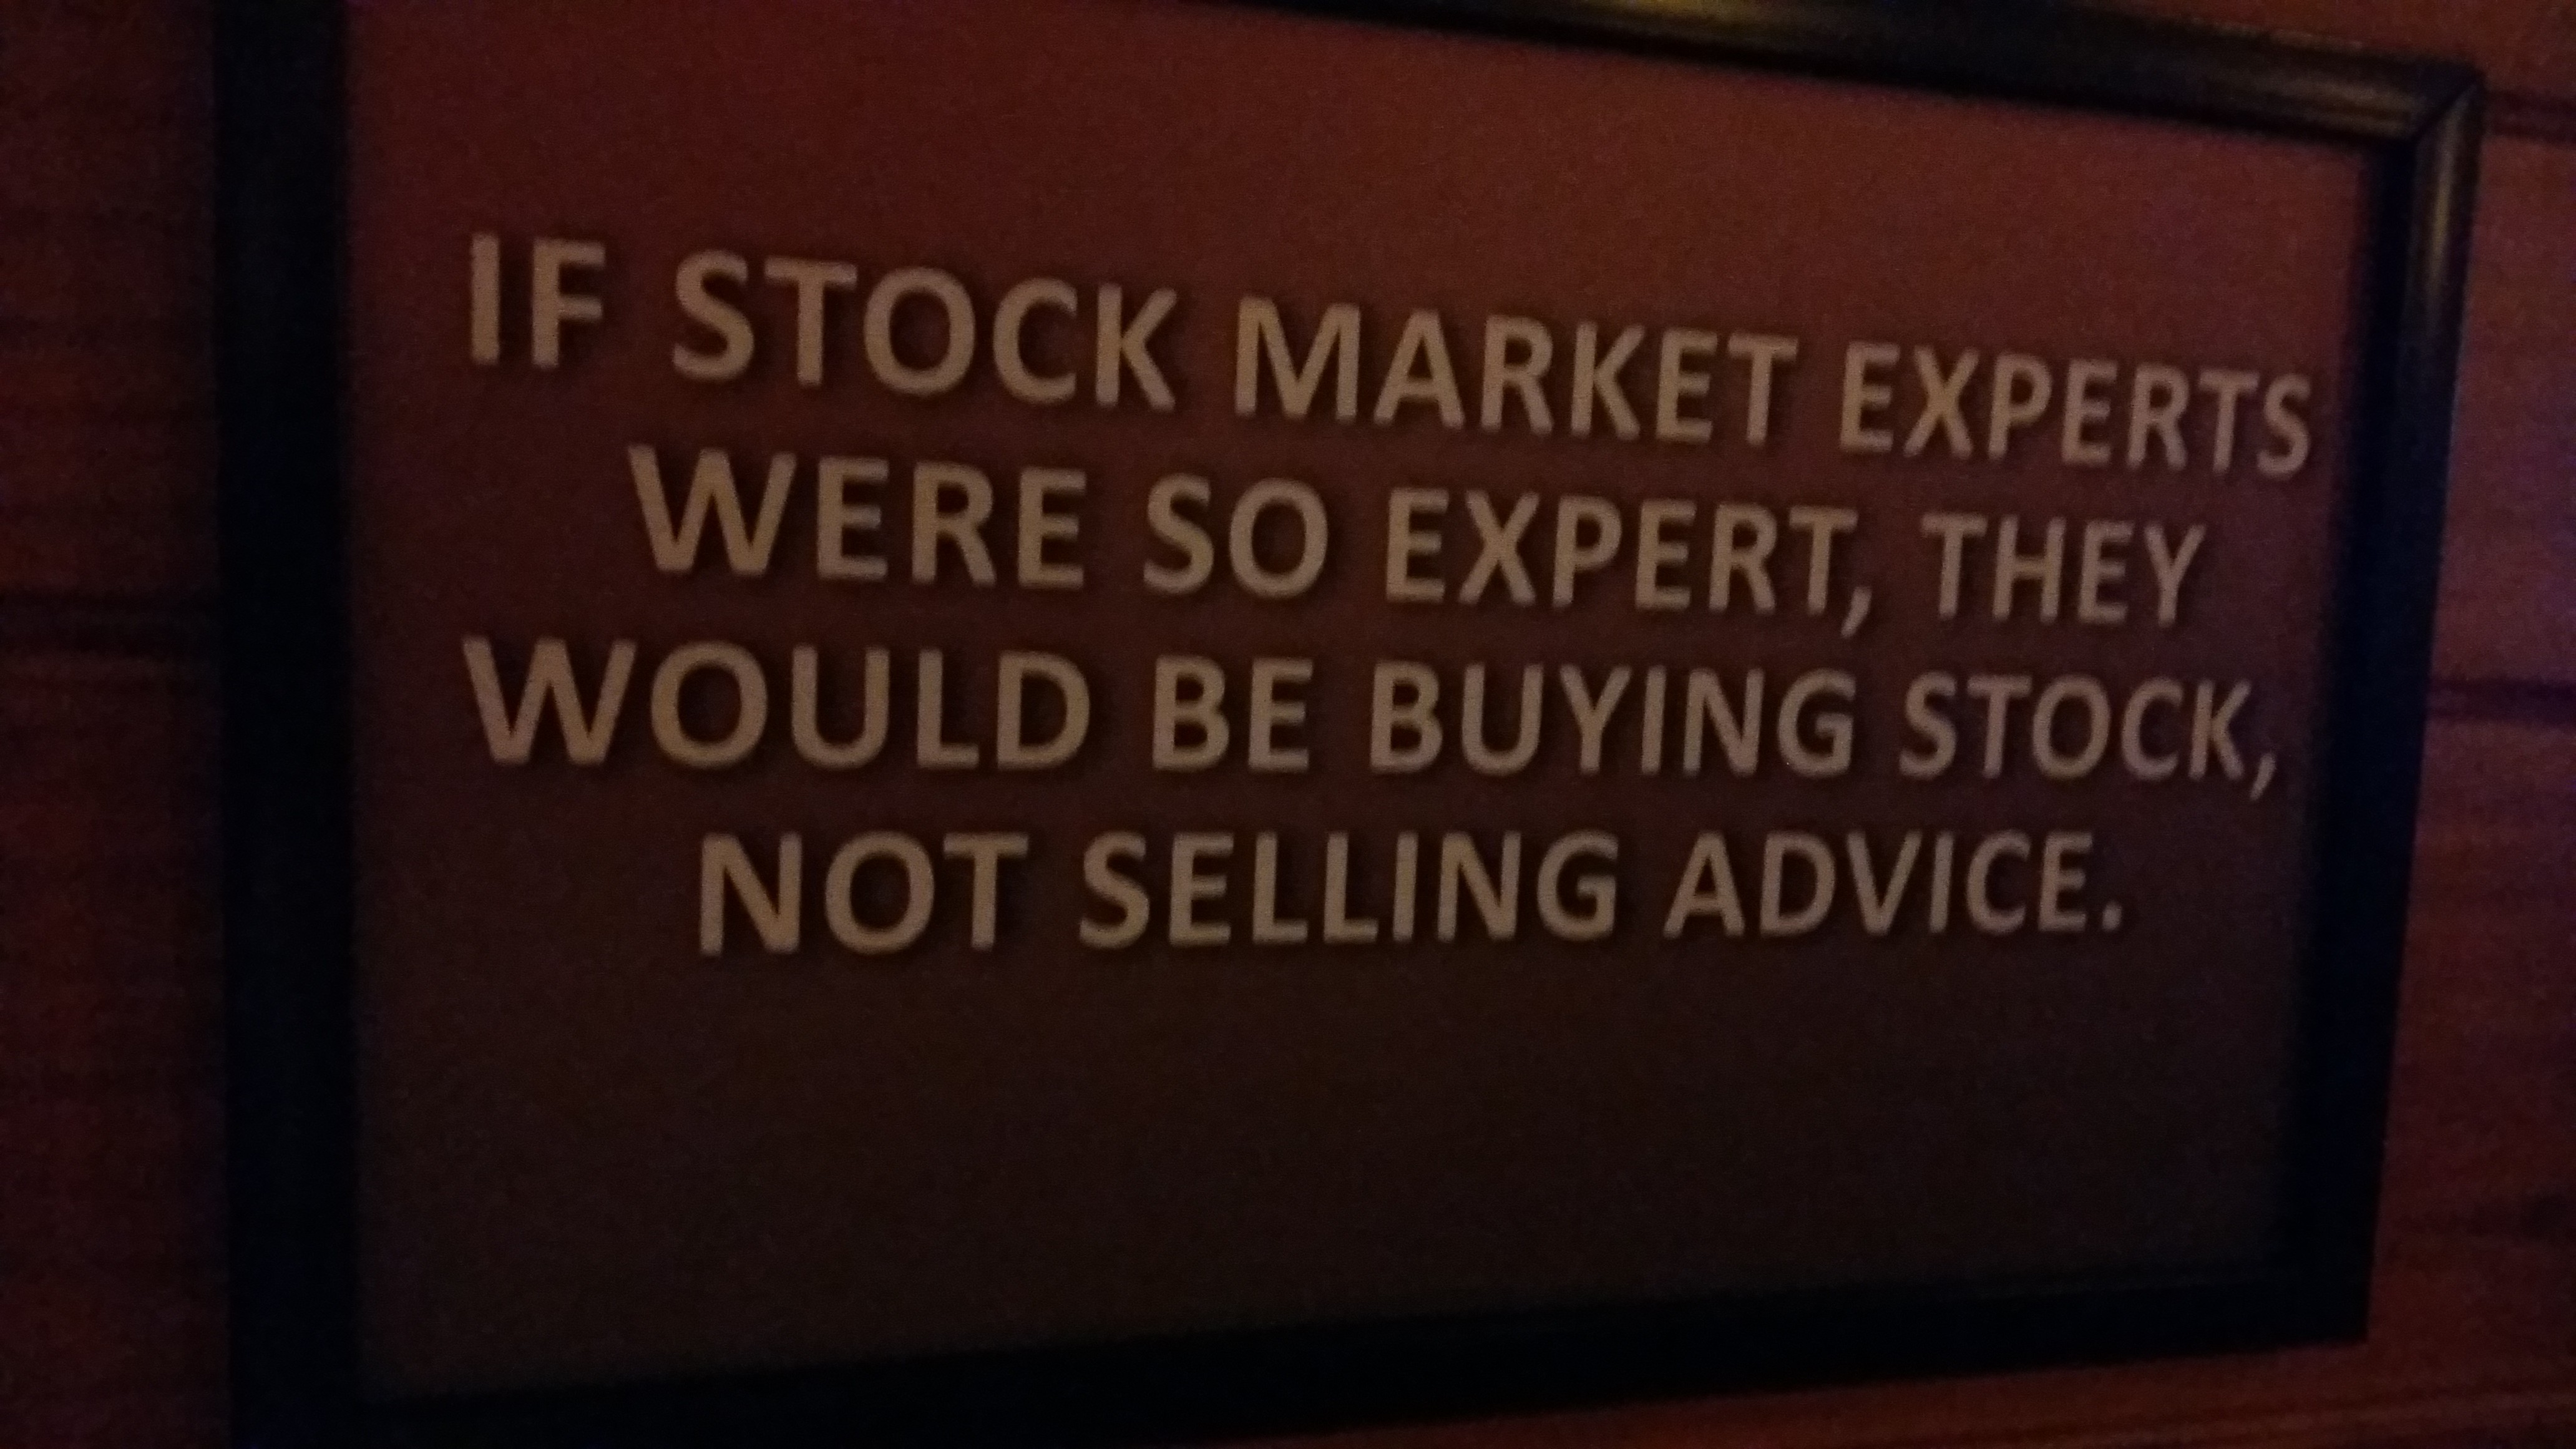 IF STOCK MARKET EXPERTS
WERE SO EXPERT, THEY
WOULD BE BUYING STOCK,
NOT SELLING ADVICE.